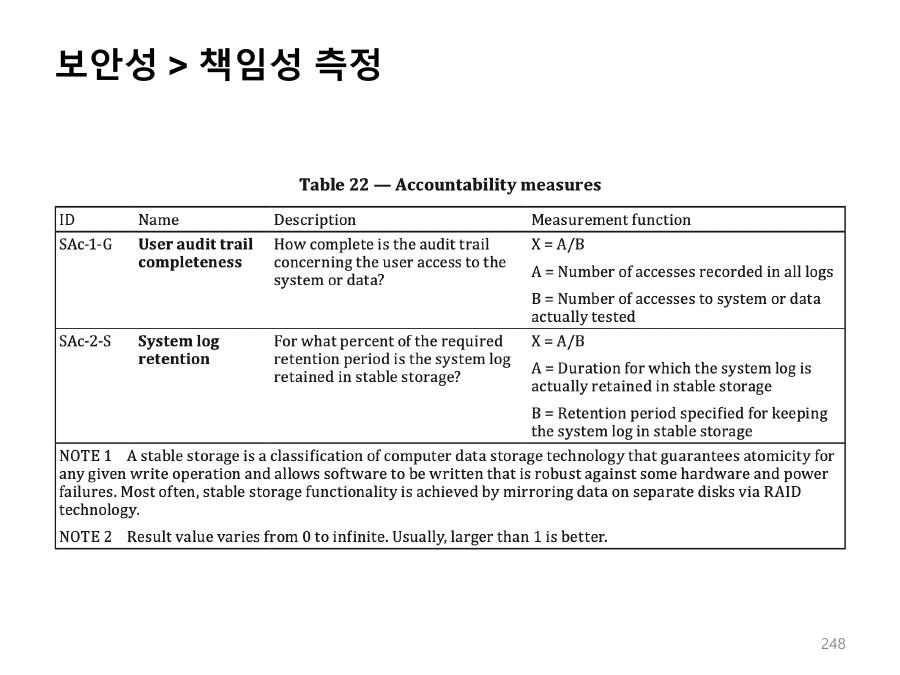 보안성 > 책임성 측정
Table 22 — Accountability measures
ID Name Description Measurement function
SAc-1-G User audit trail completeness How complete is the audit trail concerning the user access to the system or data? X = A/B
A = Number of accesses recorded in all logs
B = Number of accesses to system or data actually tested
SAc-2-S System log retention For what percent of the required retention period is the system log retained in stable storage? X = A/B
A = Duration for which the system log is actually retained in stable storage
B = Retention period specified for keeping the system log in stable storage
NOTE 1 A stable storage is a classification of computer data storage technology that guarantees atomicity for
any given write operation and allows software to be written that is robust against some hardware and power
failures. Most often, stable storage functionality is achieved by mirroring data on separate disks via RAID
technology.
NOTE 2 Result value varies from 0 to infinite. Usually, larger than 1 is better.
248